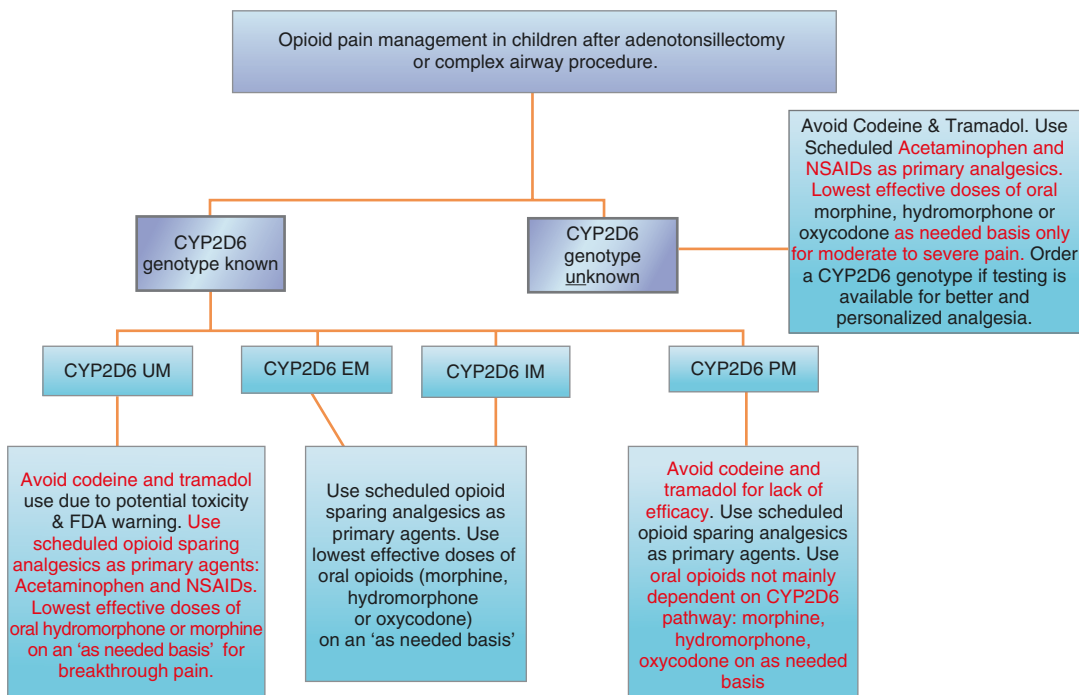 Opioid pain management in children after adenotonsillectomy
or complex airway procedure.
Avoid Codeine & Tramadol. Use
Scheduled Acetaminophen and
NSAIDs as primary analgesics.
Lowest effective doses of oral
morphine, hydromorphone or
oxycodone as needed basis only
for moderate to severe pain. Order
a CYP2D6 genotype if testing is
available for better and
personalized analgesia.
CYP2D6
genotype known
CYP2D6
genotype
unknown
CYP2D6 UM
CYP2D6 EM
CYP2D6 IM
CYP2D6 PM
Avoid codeine and tramadol
use due to potential toxicity
& FDA warning. Use
scheduled opioid sparing
analgesics as primary agents:
Acetaminophen and NSAIDs.
Lowest effective doses of
oral hydromorphone or morphine
on an ‘as needed basis’ for
breakthrough pain.
Use scheduled opioid
sparing analgesics as
primary agents. Use
lowest effective doses of
oral opioids (morphine,
hydromorphone
or oxycodone)
on an ‘as needed basis’
Avoid codeine and
tramadol for lack of
efficacy. Use scheduled
opioid sparing analgesics
as primary agents. Use
oral opioids not mainly
dependent on CYP2D6
pathway: morphine,
hydromorphone,
oxycodone on as needed
basis